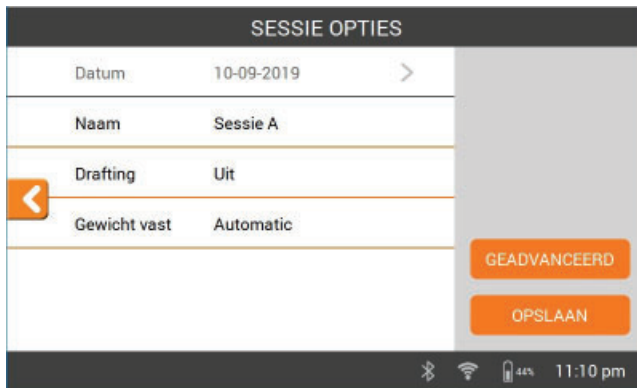 SESSIE OPTIES
Datum 10-09-2019
Naam Sessie A
Drafting Uit
Gewicht vast Automatic
GEADVANCEERD
OPSLAAN
44% 11:10 pm